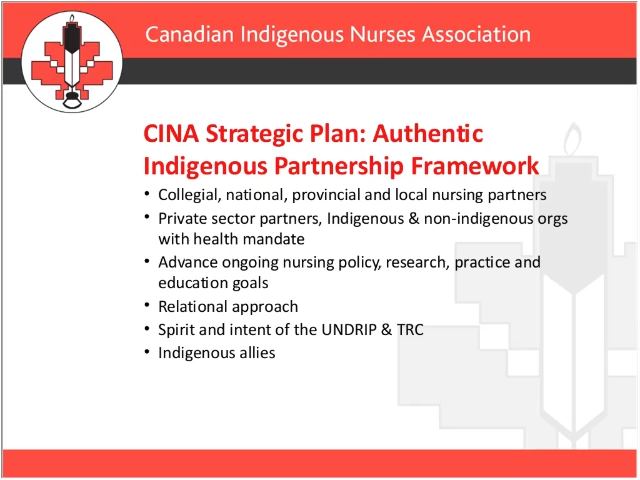 Canadian Indigenous Nurses Association
CINA Strategic Plan: Authentic
Indigenous Partnership Framework
• Collegial, national, provincial and local nursing partners
• Private sector partners, Indigenous & non-indigenous orgs
with health mandate
• Advance ongoing nursing policy, research, practice and
education goals
• Relational approach
• Spirit and intent of the UNDRIP & TRC
• Indigenous allies